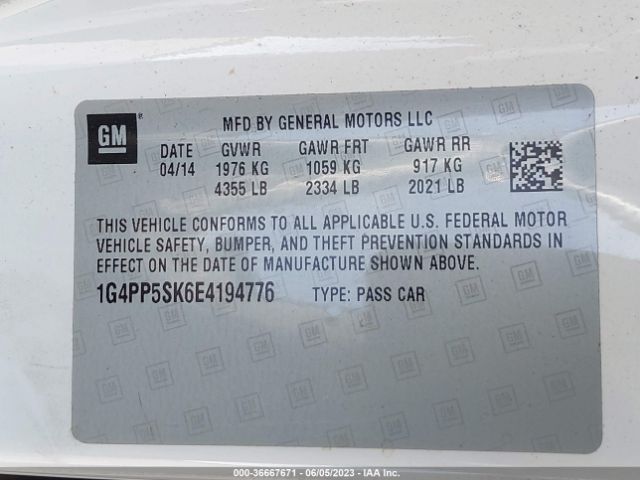 GM ®
MFD BY GENERAL MOTORS LLC
DATE GVWR GAWR FRT GAWR RR
04/14 1976 KG 1059 KG 917 KG
4355 LB 2334 LB 2021 LB
THIS VEHICLE CONFORMS TO ALL APPLICABLE U.S. FEDERAL MOTOR
VEHICLE SAFETY, BUMPER, AND THEFT PREVENTION STANDARDS IN
EFFECT ON THE DATE OF MANUFACTURE SHOWN ABOVE.
1G4PP5SK6E4194776 TYPE: PASS CAR
000-36667671 - 06/05/2023 - IAA Inc.